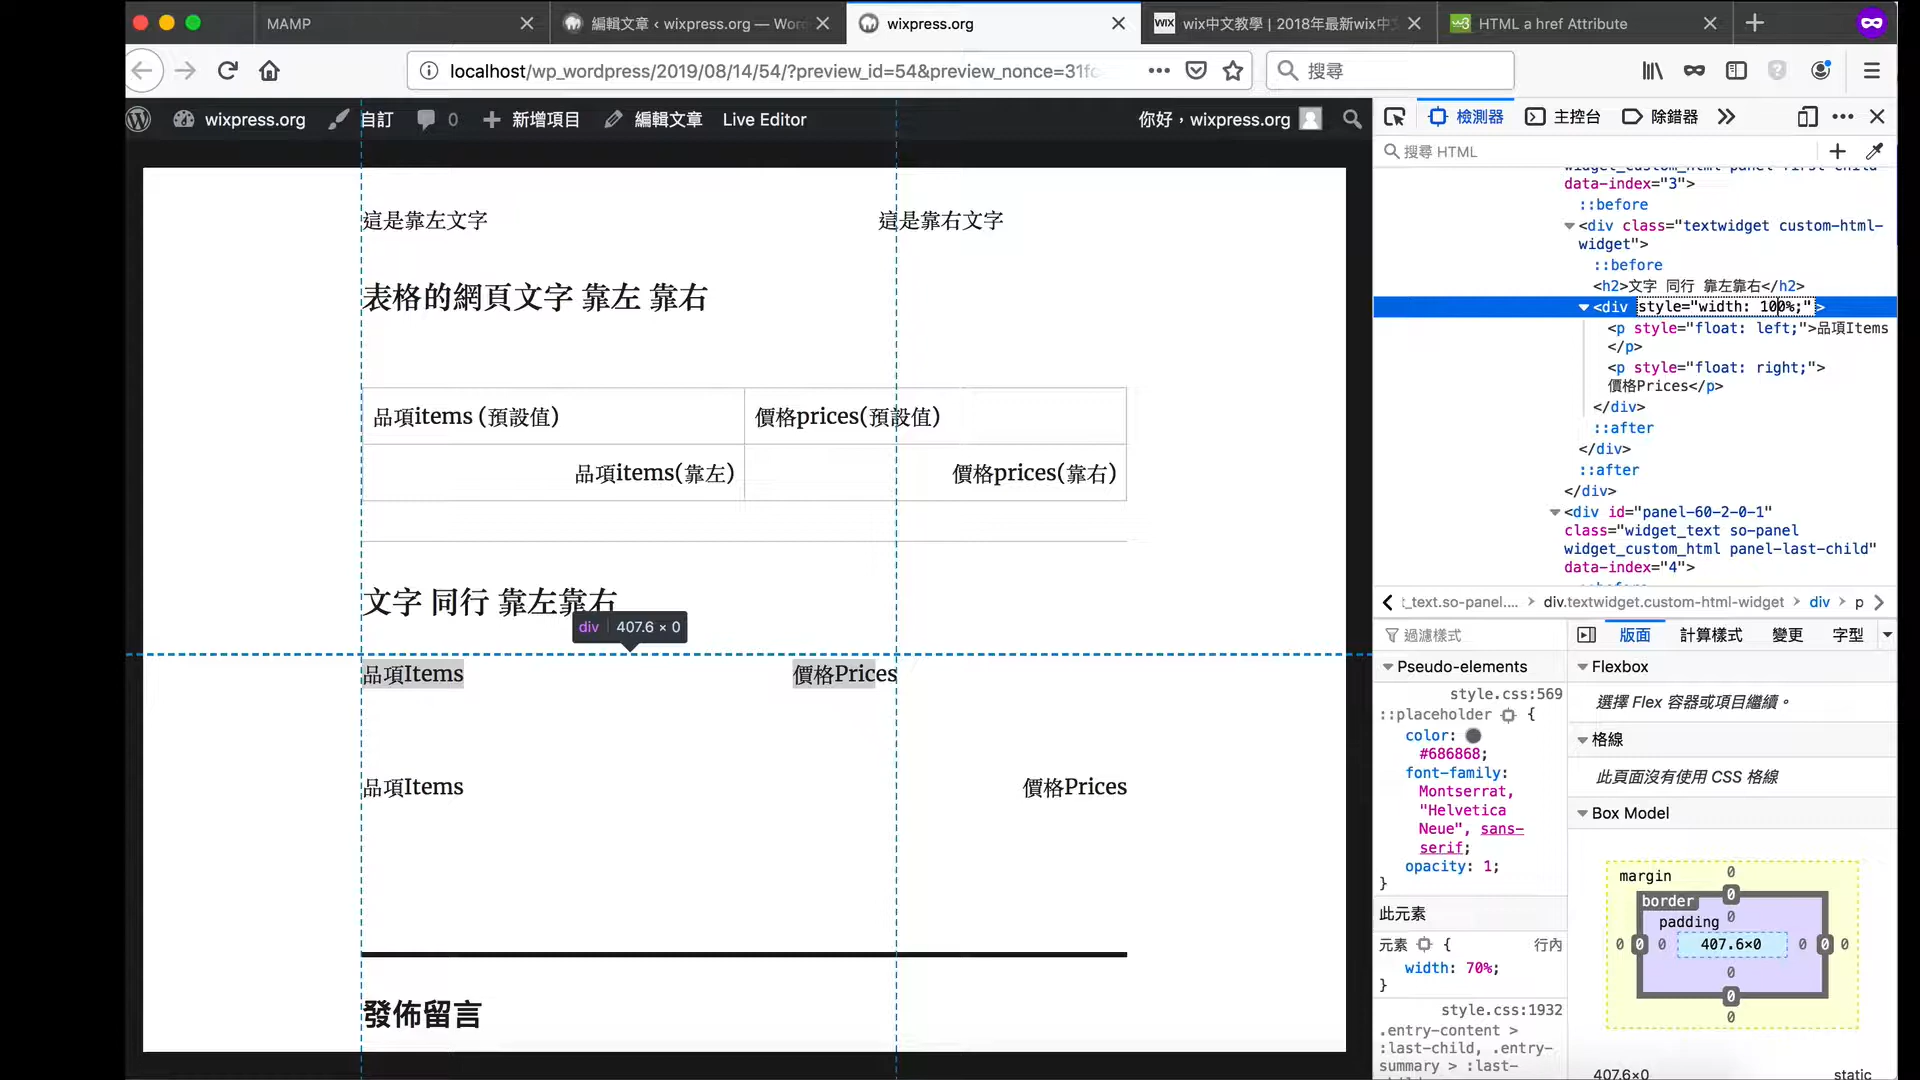 MAMP
編輯文章 ‹ wixpress.org — Wor
wixpress.org
WIX wix中文教學 | 2018年最新wix中
HTML a href Attribute
localhost/wp_wordpress/2019/08/14/54/?preview_id=54&preview_nonce=31fc
搜尋
wixpress.org
自訂
0
新增項目
編輯文章
Live Editor
你好，wixpress.org
這是靠左文字
這是靠右文字
表格的網頁文字 靠左 靠右
品項items (預設值)
價格prices(預設值)
品項items(靠左)
價格prices(靠右)
文字 同行 靠左靠右
div 407.6 × 0
品項Items
價格Prices
品項Items
價格Prices
發佈留言
檢測器
主控台
除錯器
搜尋 HTML
data-index="3">
::before
<div class="textwidget custom-html-
widget">
::before
<h2>文字 同行 靠左靠右</h2>
<div style="width: 100%;">
<p style="float: left;">品項Items
</p>
<p style="float: right;">
價格Prices</p>
</div>
::after
</div>
::after
</div>
<div id="panel-60-2-0-1"
class="widget_text so-panel
widget_custom_html panel-last-child"
data-index="4">
t_text.so-panel....
div.textwidget.custom-html-widget
div
p
過濾樣式
Pseudo-elements
style.css:569
::placeholder {
color:
#686868;
font-family:
Montserrat,
"Helvetica
Neue", sans-
serif;
opacity: 1;
}
此元素
元素 { 行內
width: 70%;
}
style.css:1932
.entry-content >
:last-child, .entry-
summary > :last-
版面
計算樣式
變更
字型
Flexbox
選擇 Flex 容器或項目繼續。
格線
此頁面沒有使用 CSS 格線
Box Model
margin 0
border 0
padding 0
0 0 0 407.6×0 0 0 0
0
0
0
407.6×0 static